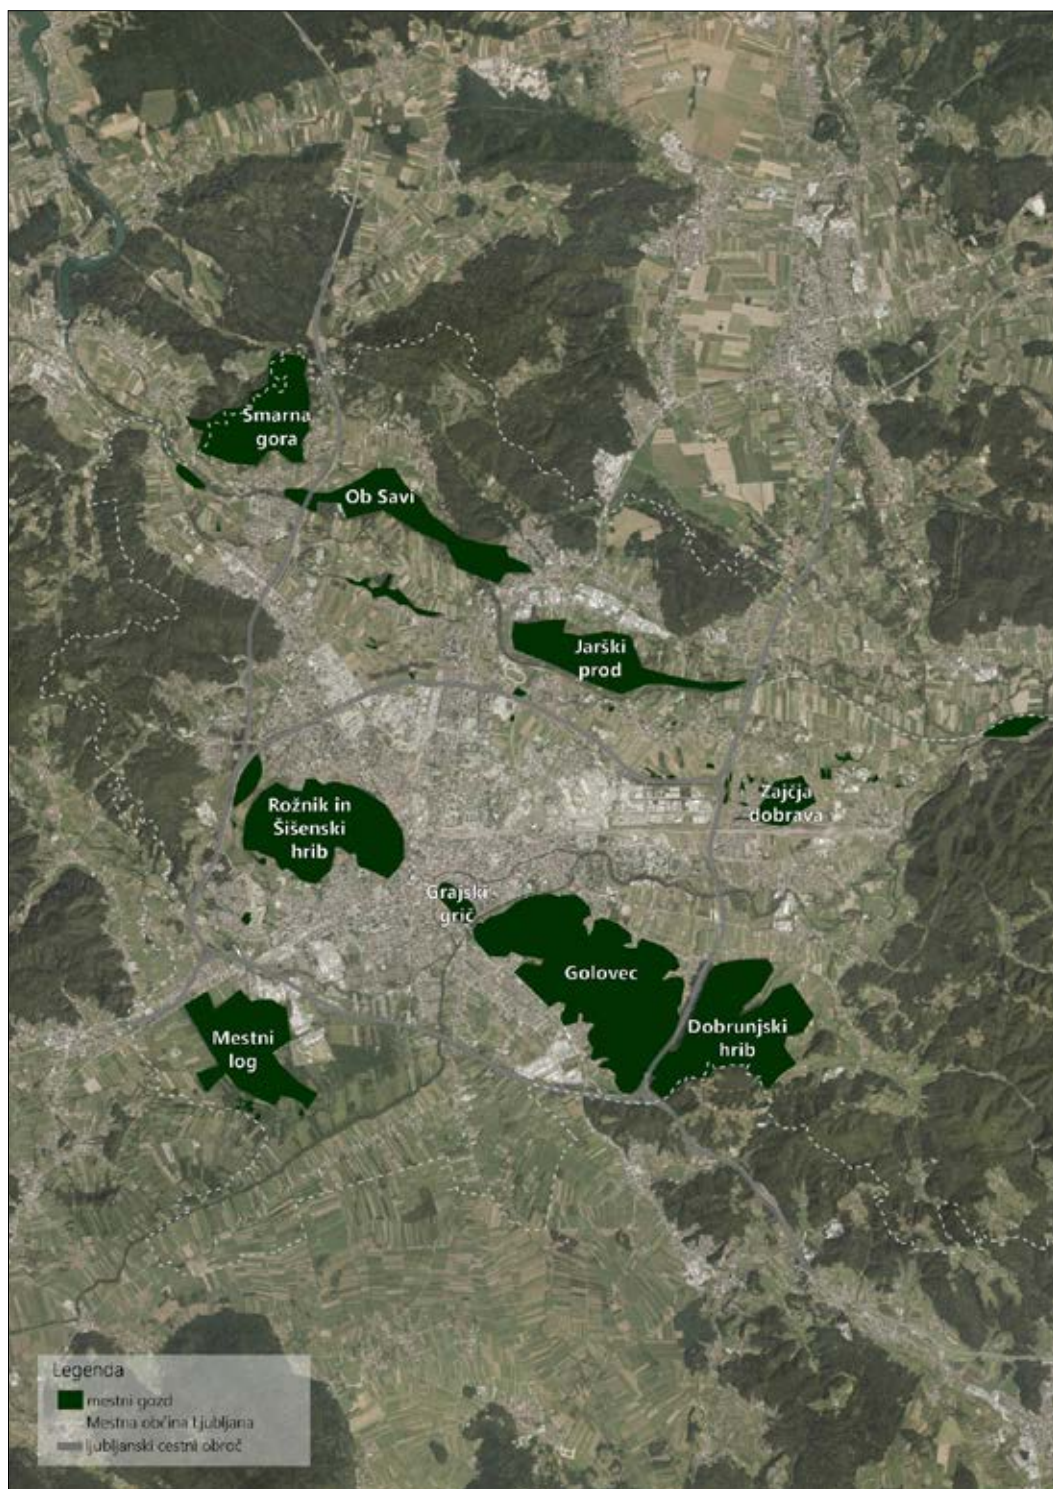 Šmarna
gora
Ob Savi
Jarški
prod
Zajčja
dobrava
Rožnik in
Šišenski
hrib
Grajski
grič
Golovec
Dobrunjski
hrib
Mestni
log
Legenda
mestni gozd
Mestna občina Ljubljana
ljubljanski cestni obroč